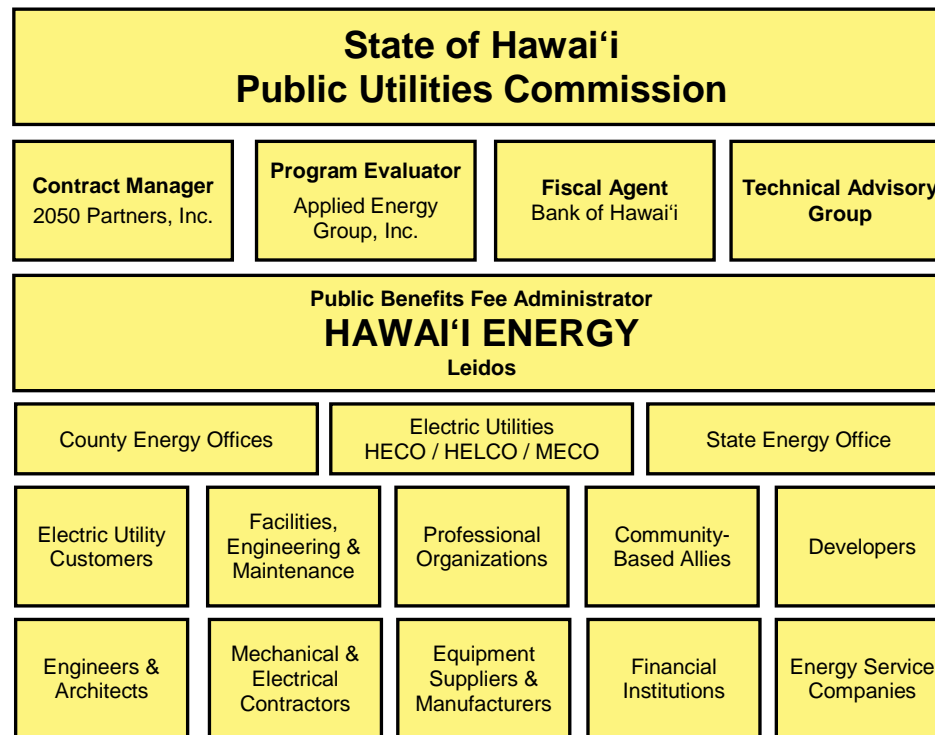 State of Hawai‘i
Public Utilities Commission
Contract Manager
2050 Partners, Inc.
Program Evaluator
Applied Energy
Group, Inc.
Fiscal Agent
Bank of Hawai‘i
Technical Advisory
Group
Public Benefits Fee Administrator
HAWAI‘I ENERGY
Leidos
County Energy Offices
Electric Utilities
HECO / HELCO / MECO
State Energy Office
Electric Utility
Customers
Facilities,
Engineering &
Maintenance
Professional
Organizations
Community-
Based Allies
Developers
Engineers &
Architects
Mechanical &
Electrical
Contractors
Equipment
Suppliers &
Manufacturers
Financial
Institutions
Energy Service
Companies